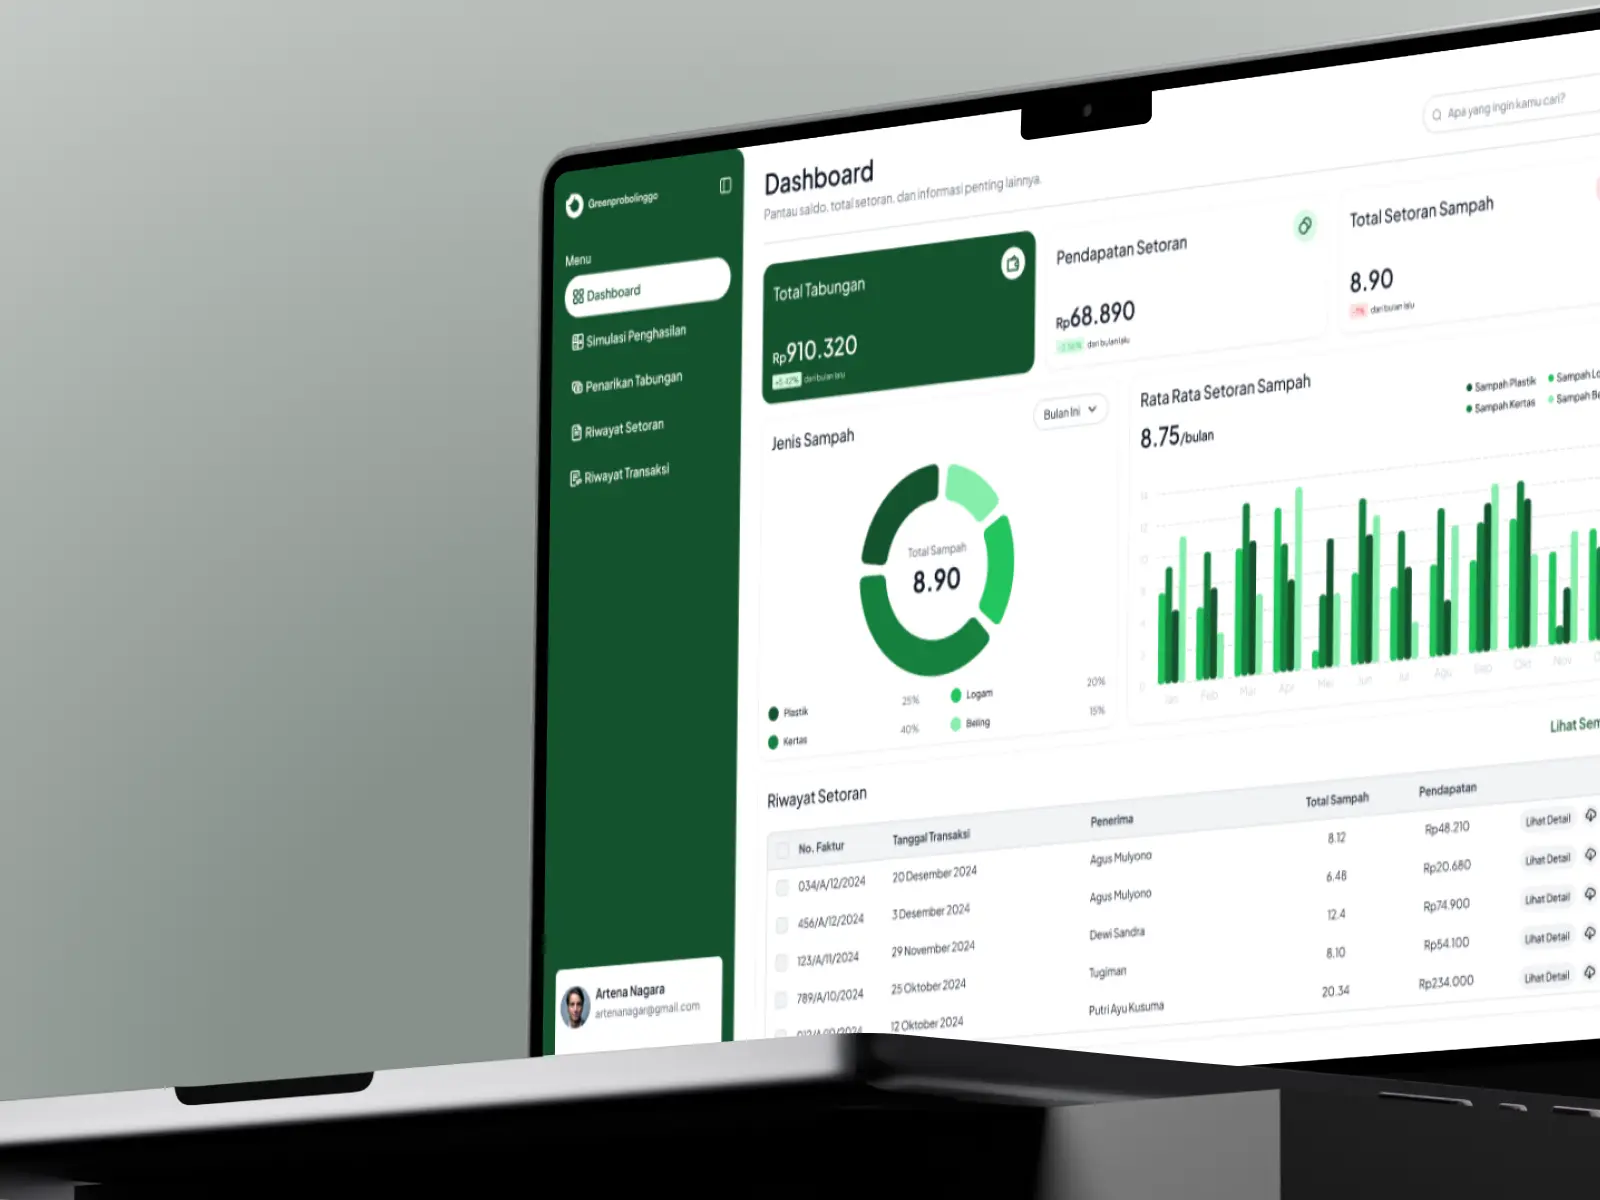 Greenprobolinggo
Menu
Dashboard
Simulasi Penghasilan
Penarikan Tabungan
Riwayat Setoran
Riwayat Transaksi
Artena Nagara
artenanagar@gmail.com
Dashboard
Pantau saldo, total setoran, dan informasi penting lainnya.
Apa yang ingin kamu cari?
Total Tabungan
Rp910.320
+5.42% dari bulan lalu
Pendapatan Setoran
Rp68.890
dari bulan lalu
Total Setoran Sampah
8.90
-1% dari bulan lalu
Jenis Sampah
Bulan Ini
Total Sampah
8.90
Plastik 25%
Logam 20%
Kertas 40%
Beling 15%
Rata Rata Setoran Sampah
8.75/bulan
Sampah Plastik
Sampah Lo
Sampah Kertas
Sampah Be
14
12
10
8
6
4
2
0
Jan Feb Mar Apr Mei Jun Jul Agu Sep Okt Nov
Lihat Sem
Riwayat Setoran
No. Faktur Tanggal Transaksi Penerima Total Sampah Pendapatan
034/A/12/2024 20 Desember 2024 Agus Mulyono 8.12 Rp48.210 Lihat Detail
456/A/12/2024 3 Desember 2024 Agus Mulyono 6.48 Rp20.680 Lihat Detail
123/A/11/2024 29 November 2024 Dewi Sandra 12.4 Rp74.900 Lihat Detail
789/A/10/2024 25 Oktober 2024 Tugiman 8.10 Rp54.100 Lihat Detail
012/A/10/2024 12 Oktober 2024 Putri Ayu Kusuma 20.34 Rp234.000 Lihat Detail